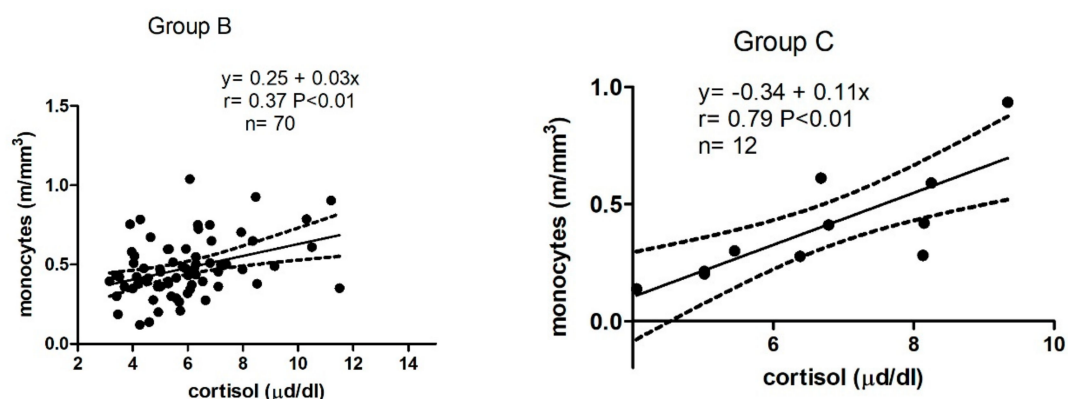 Group B
y= 0.25 + 0.03x
r= 0.37 P<0.01
n= 70
monocytes (m/mm³)
1.5
1.0
0.5
0.0
2 4 6 8 10 12 14
cortisol (μd/dl)
Group C
y= -0.34 + 0.11x
r= 0.79 P<0.01
n= 12
monocytes (m/mm³)
1.0
0.5
0.0
6 8 10
cortisol (μd/dl)